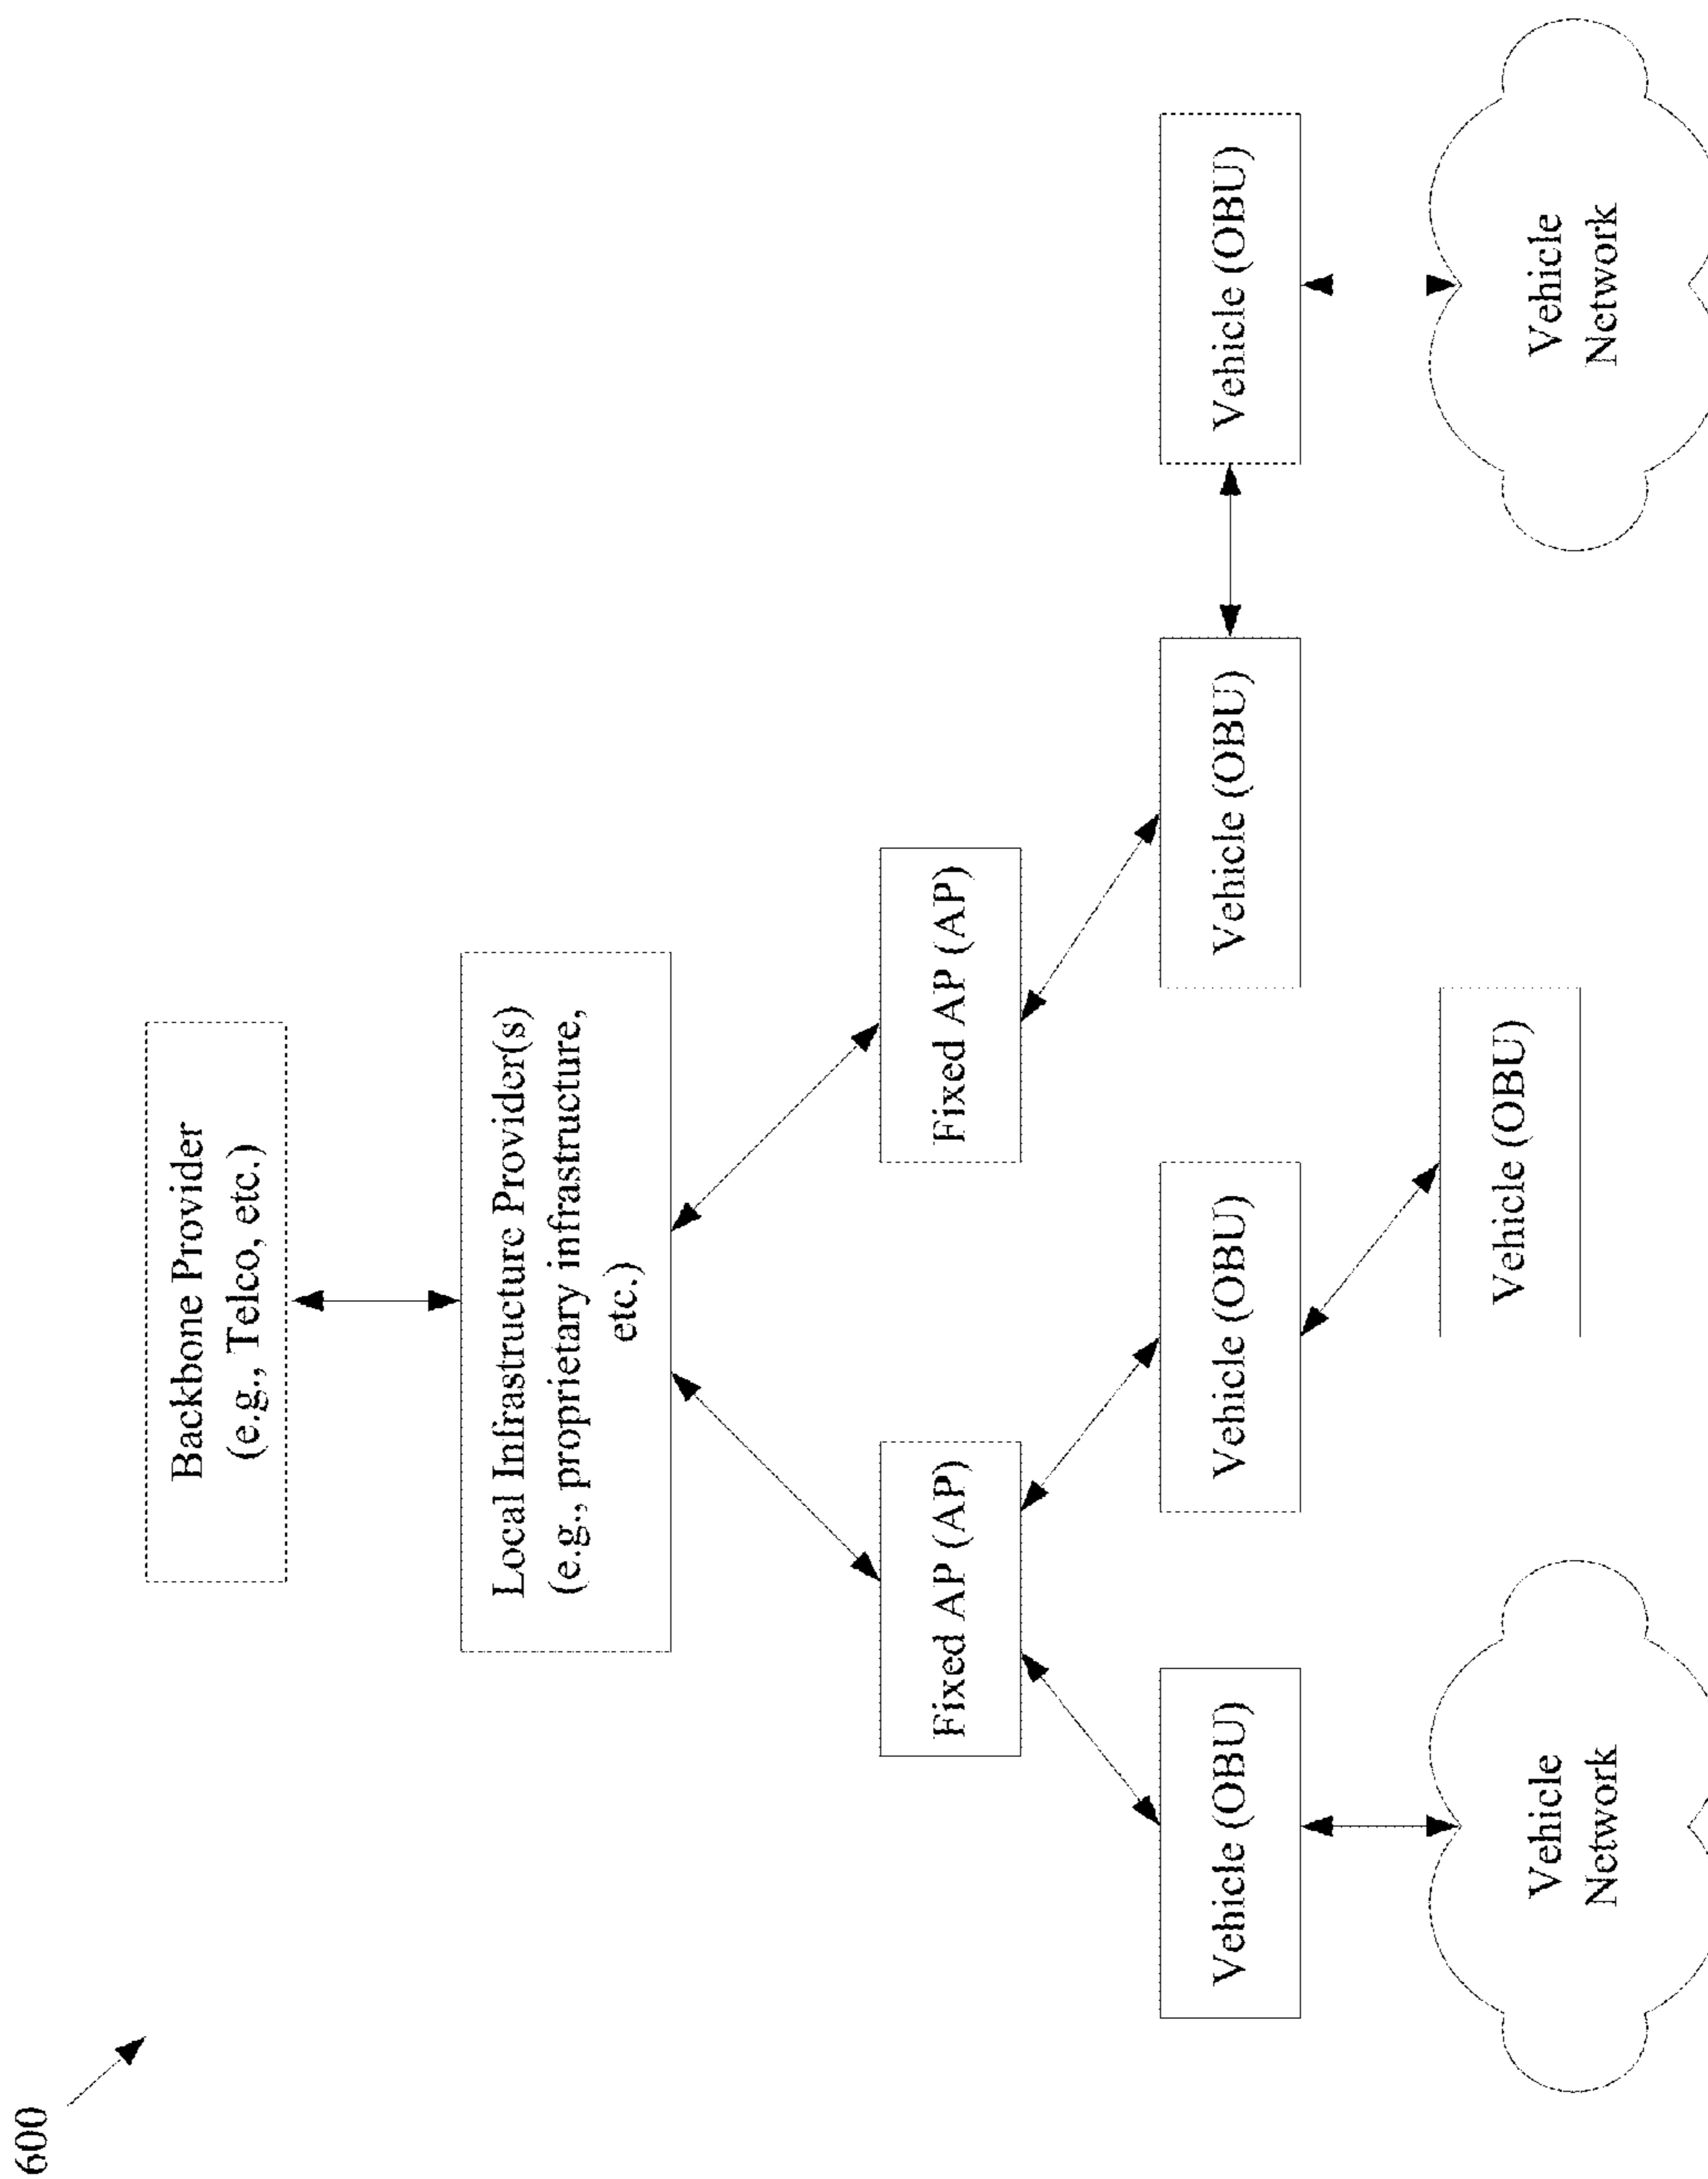 600
Backbone Provider
(e.g., Telco, etc.)
Local Infrastructure Provider(s)
(e.g., proprietary infrastructure,
etc.)
Fixed AP (AP)
Fixed AP (AP)
Vehicle (OBU)
Vehicle (OBU)
Vehicle (OBU)
Vehicle (OBU)
Vehicle (OBU)
Vehicle
Network
Vehicle
Network